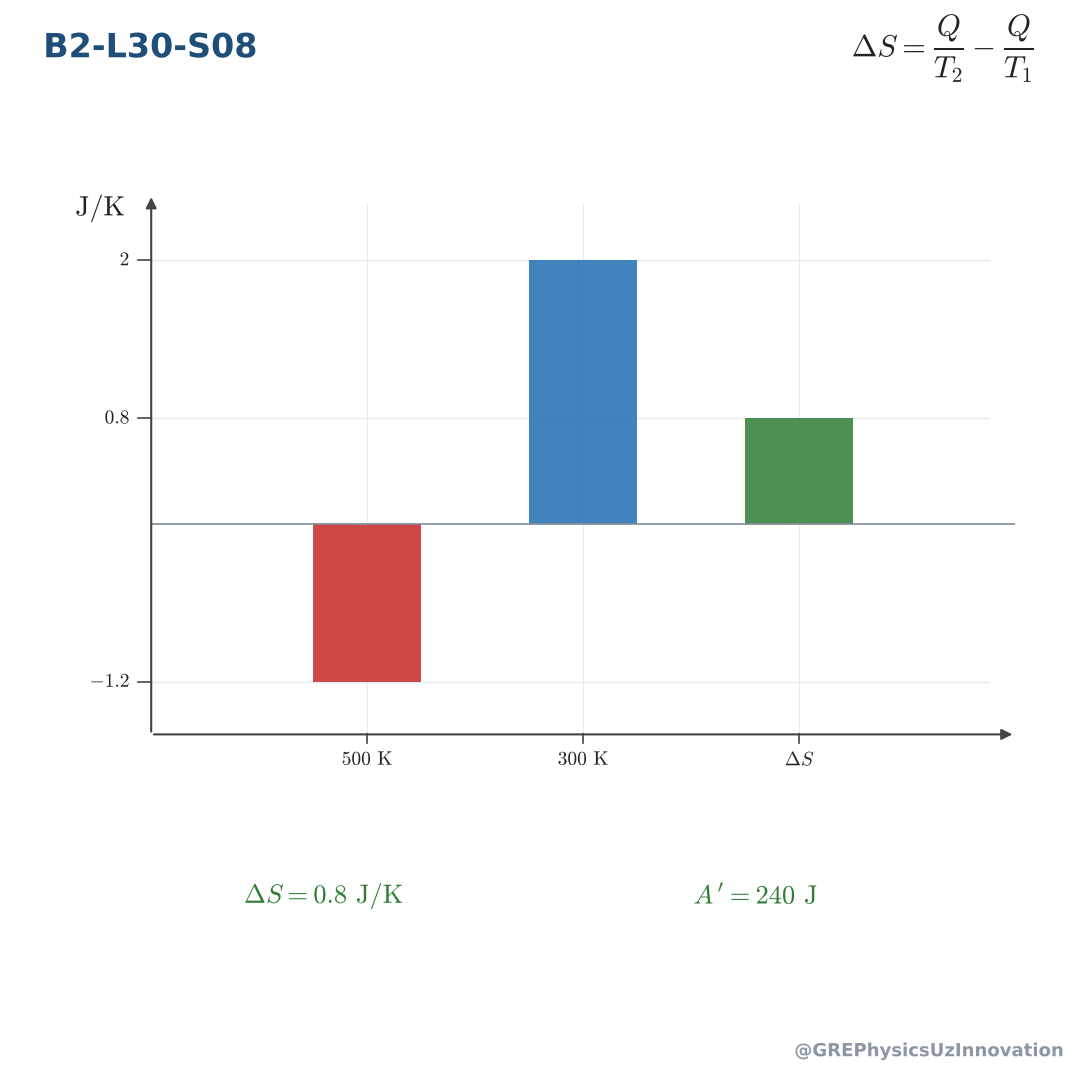 B2-L30-S08
ΔS = Q/T₂ − Q/T₁
J/K
2
0.8
−1.2
500 K 300 K ΔS
ΔS = 0.8 J/K A′ = 240 J
@GREPhysicsUzInnovation